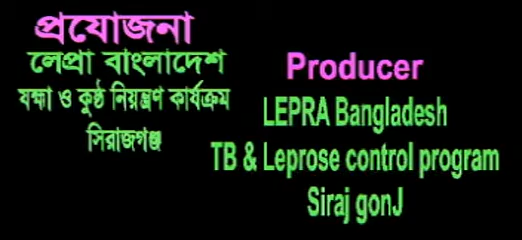 প্রযোজনা
লেপ্রা বাংলাদেশ
যক্ষা ও কুষ্ঠ নিয়ন্ত্রণ কার্যক্রম
সিরাজগঞ্জ
Producer
LEPRA Bangladesh
TB & Leprose control program
Siraj gonJ